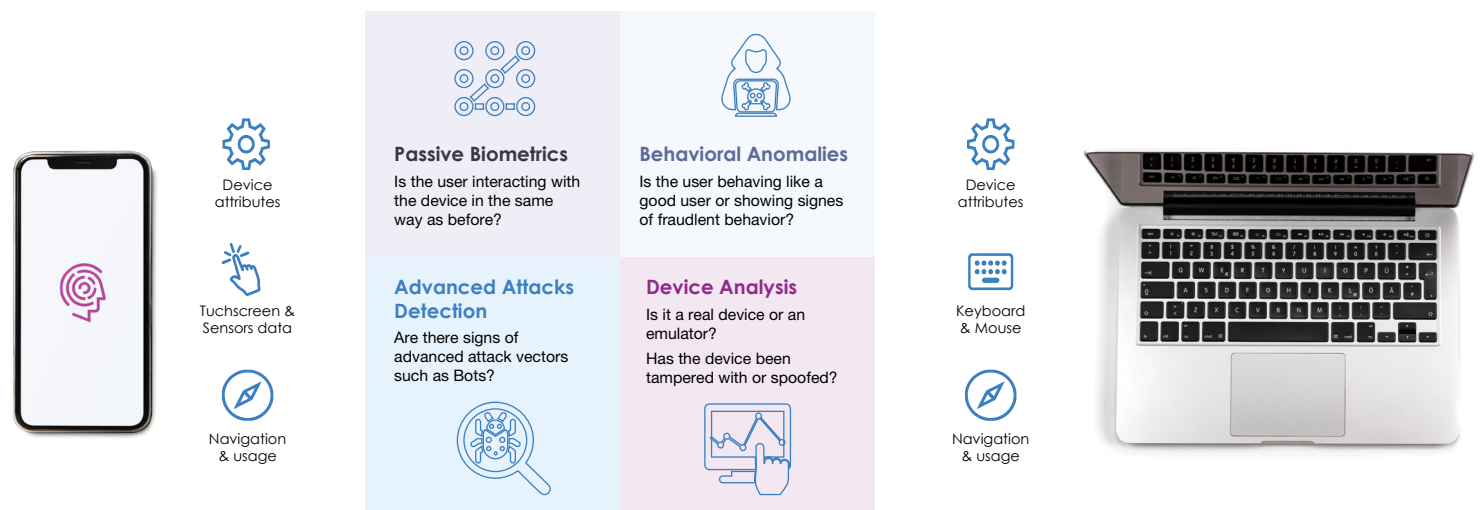 Device
attributes
Tuchscreen &
Sensors data
Navigation
& usage
Passive Biometrics
Is the user interacting with
the device in the same
way as before?
Behavioral Anomalies
Is the user behaving like a
good user or showing signes
of fraudlent behavior?
Advanced Attacks
Detection
Are there signs of
advanced attack vectors
such as Bots?
Device Analysis
Is it a real device or an
emulator?
Has the device been
tampered with or spoofed?
Device
attributes
Keyboard
& Mouse
Navigation
& usage
Q W E R T Y U I O P Ü
A S D F G H J K L Ö Ä
Y X C V B N M